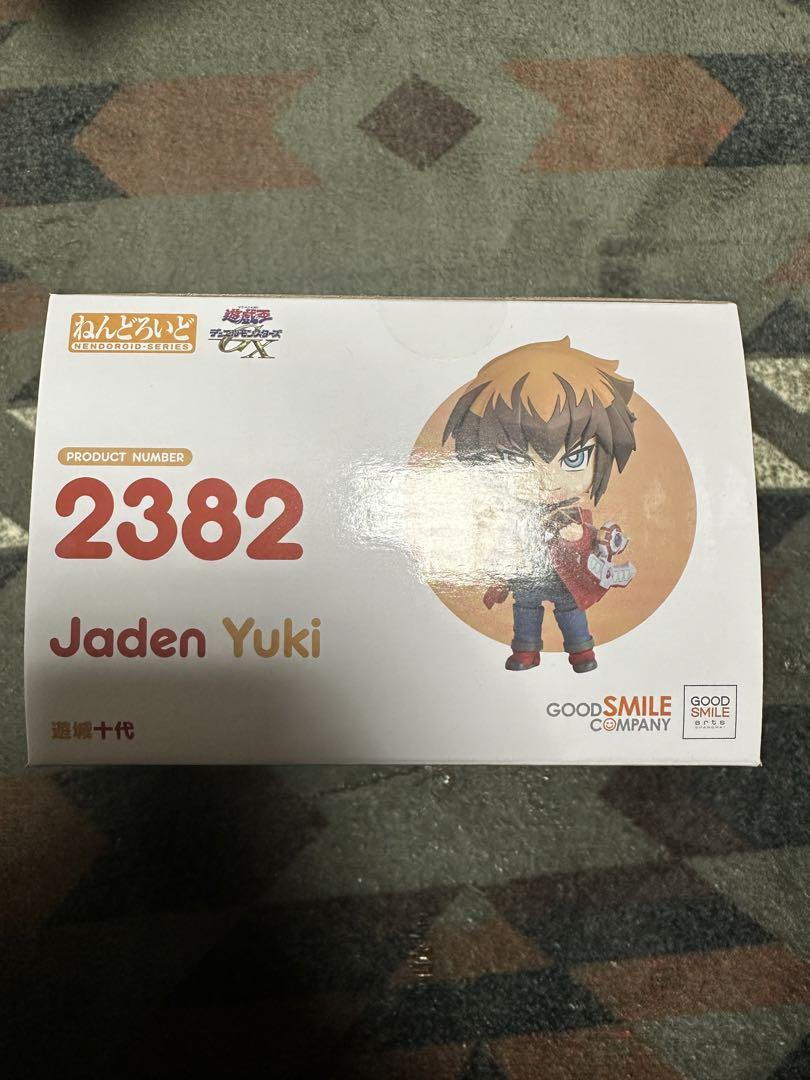 ねんどろいど
NENDOROID・SERIES
遊戯王
デュエルモンスターズ
GX
PRODUCT NUMBER
2382
Jaden Yuki
遊城十代
GOOD SMILE
COMPANY
GOOD
SMILE
arts
SHANGHAI